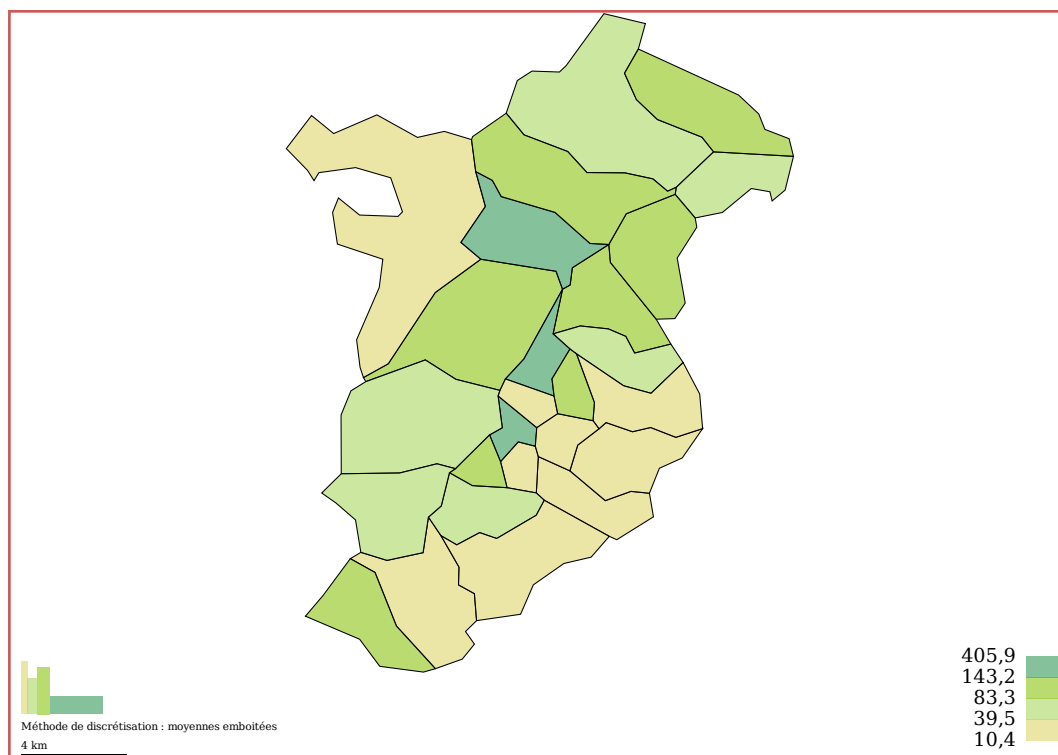 405,9
143,2
83,3
39,5
10,4
Méthode de discrétisation : moyennes emboitées
4 km